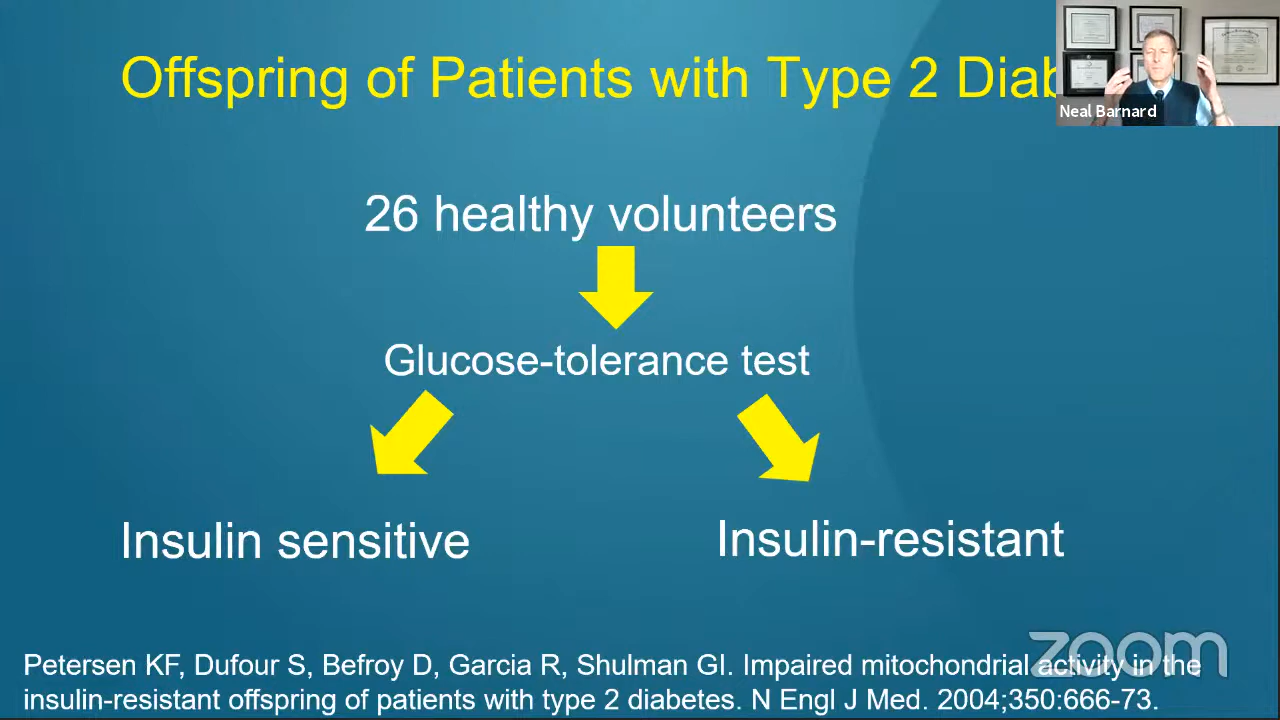 Offspring of Patients with Type 2 Diab
Neal Barnard
26 healthy volunteers
Glucose-tolerance test
Insulin sensitive
Insulin-resistant
Petersen KF, Dufour S, Befroy D, Garcia R, Shulman GI. Impaired mitochondrial activity in the
insulin-resistant offspring of patients with type 2 diabetes. N Engl J Med. 2004;350:666-73.
zoom